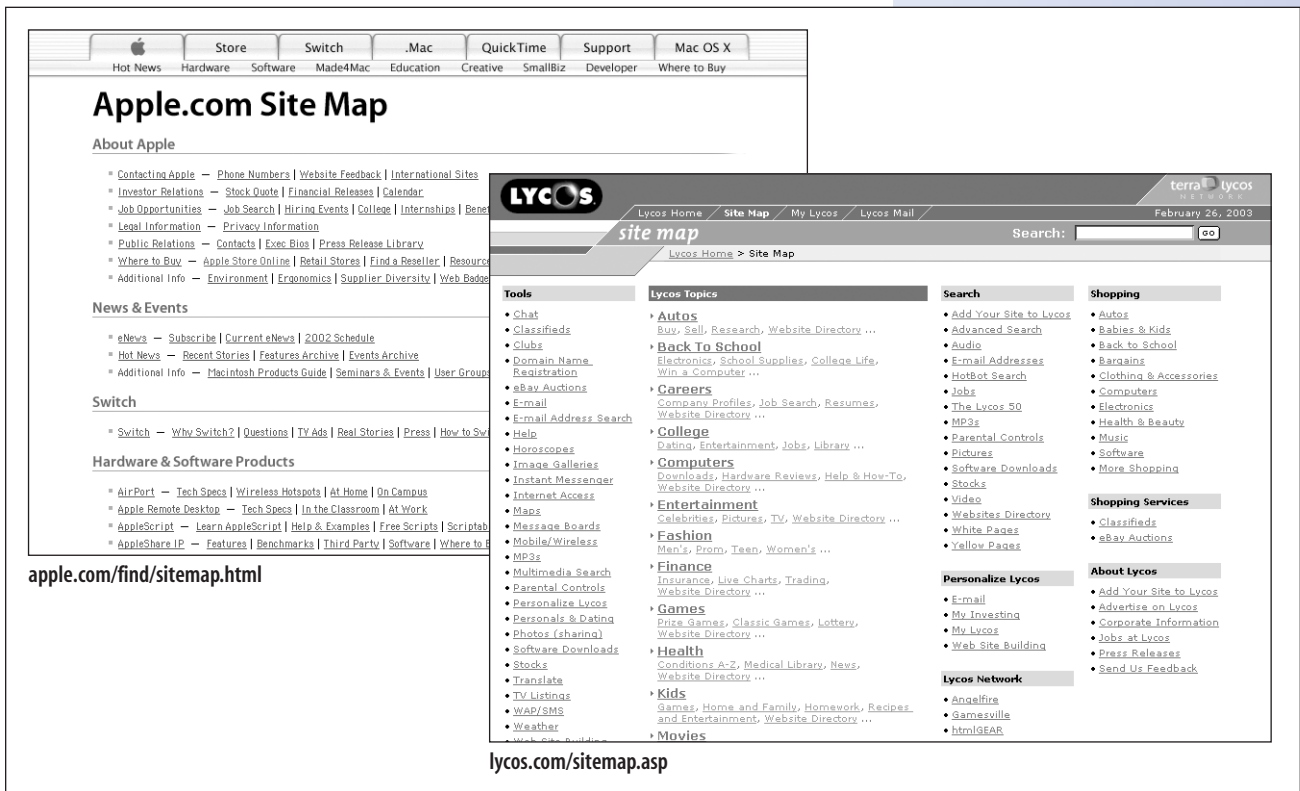 Store Switch .Mac QuickTime Support Mac OS X
Hot News Hardware Software Made4Mac Education Creative SmallBiz Developer Where to Buy
Apple.com Site Map
About Apple
Contacting Apple — Phone Numbers | Website Feedback | International Sites
Investor Relations — Stock Quote | Financial Releases | Calendar
Job Opportunities — Job Search | Hiring Events | College | Internships |
Legal Information — Privacy Information
Public Relations — Contacts | Exec Bios | Press Release Library
Where to Buy — Apple Store Online | Retail Stores | Find a Reseller |
Additional Info — Environment | Ergonomics | Supplier Diversity |
News & Events
eNews — Subscribe | Current eNews | 2002 Schedule
Hot News — Recent Stories | Features Archive | Events Archive
Additional Info — Macintosh Products Guide | Seminars & Events | User Groups
Switch
Switch — Why Switch? | Questions | TV Ads | Real Stories | Press | How to
Hardware & Software Products
AirPort — Tech Specs | Wireless Hotspots | At Home | On Campus
Apple Remote Desktop — Tech Specs | In the Classroom | At Work
AppleScript — Learn AppleScript | Help & Examples | Free Scripts |
AppleShare IP — Features | Benchmarks | Third Party | Software | Where to
apple.com/find/sitemap.html
LYCOS
terra lycos
NETWORK
Lycos Home / Site Map / My Lycos / Lycos Mail /
February 26, 2003
site map
Search: GO
Lycos Home > Site Map
Tools
Chat
Classifieds
Clubs
Domain Name
Registration
eBay Auctions
E-mail
E-mail Address Search
Help
Horoscopes
Image Galleries
Instant Messenger
Internet Access
Maps
Message Boards
Mobile/Wireless
MP3s
Multimedia Search
Parental Controls
Personalize Lycos
Personals & Dating
Photos (sharing)
Software Downloads
Stocks
Translate
TV Listings
WAP/SMS
Weather
Web Site Building
Lycos Topics
Autos
Buy, Sell, Research, Website Directory ...
Back To School
Electronics, School Supplies, College Life,
Win a Computer ...
Careers
Company Profiles, Job Search, Resumes,
Website Directory ...
College
Dating, Entertainment, Jobs, Library ...
Computers
Downloads, Hardware Reviews, Help & How-To,
Website Directory ...
Entertainment
Celebrities, Pictures, TV, Website Directory ...
Fashion
Men's, Prom, Teen, Women's ...
Finance
Insurance, Live Charts, Trading,
Website Directory ...
Games
Prize Games, Classic Games, Lottery,
Website Directory ...
Health
Conditions A-Z, Medical Library, News,
Website Directory ...
Kids
Games, Home and Family, Homework, Recipes
and Entertainment, Website Directory ...
Movies
Search
Add Your Site to Lycos
Advanced Search
Audio
E-mail Addresses
HotBot Search
Jobs
The Lycos 50
MP3s
Parental Controls
Pictures
Software Downloads
Stocks
Video
Websites Directory
White Pages
Yellow Pages
Personalize Lycos
E-mail
My Investing
My Lycos
Web Site Building
Lycos Network
Angelfire
Gamesville
htmlGEAR
Shopping
Autos
Babies & Kids
Back to School
Bargains
Clothing & Accessories
Computers
Electronics
Health & Beauty
Music
Software
More Shopping
Shopping Services
Classifieds
eBay Auctions
About Lycos
Add Your Site to Lycos
Advertise on Lycos
Corporate Information
Jobs at Lycos
Press Releases
Send Us Feedback
lycos.com/sitemap.asp